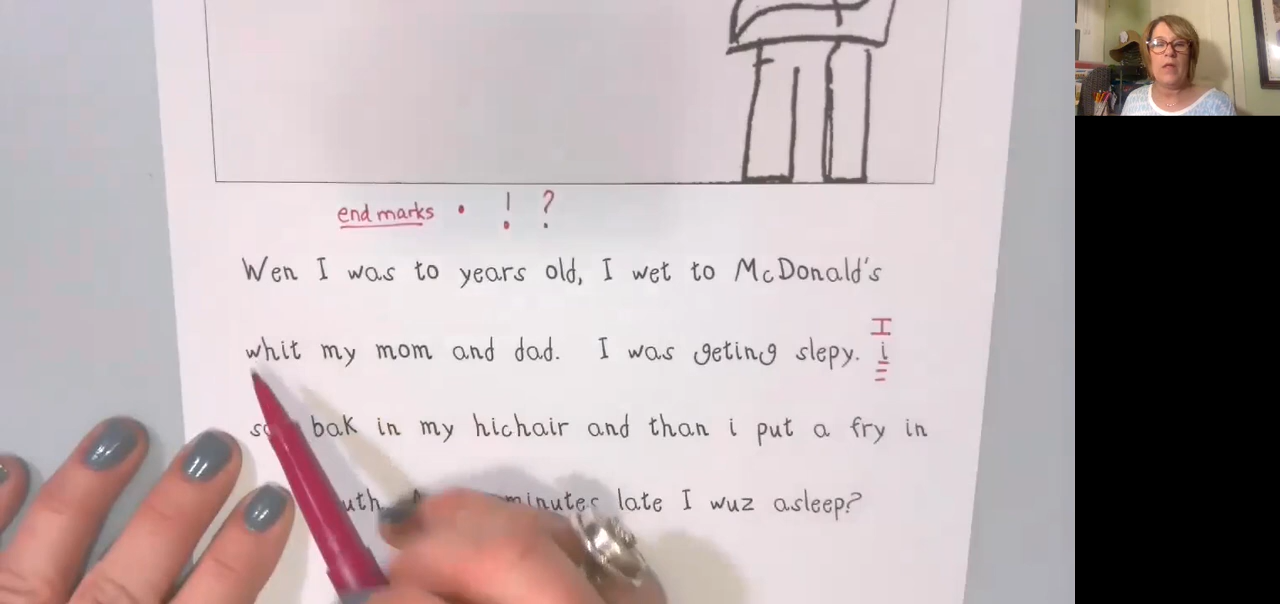 end marks . ! ?
Wen I was to years old, I wet to McDonald's
I
whit my mom and dad. I was geting slepy. i
bak in my hichair and than i put a fry in
minutes late I wuz asleep?